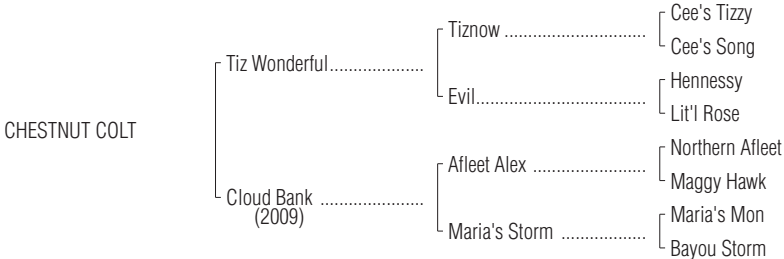 Cee's Tizzy
Tiznow ..............................
Cee's Song
Tiz Wonderful....................
Hennessy
Evil....................................
Lit'l Rose
CHESTNUT COLT
Northern Afleet
Afleet Alex ........................
Maggy Hawk
Cloud Bank ......................
(2009)
Maria's Mon
Maria's Storm ..................
Bayou Storm